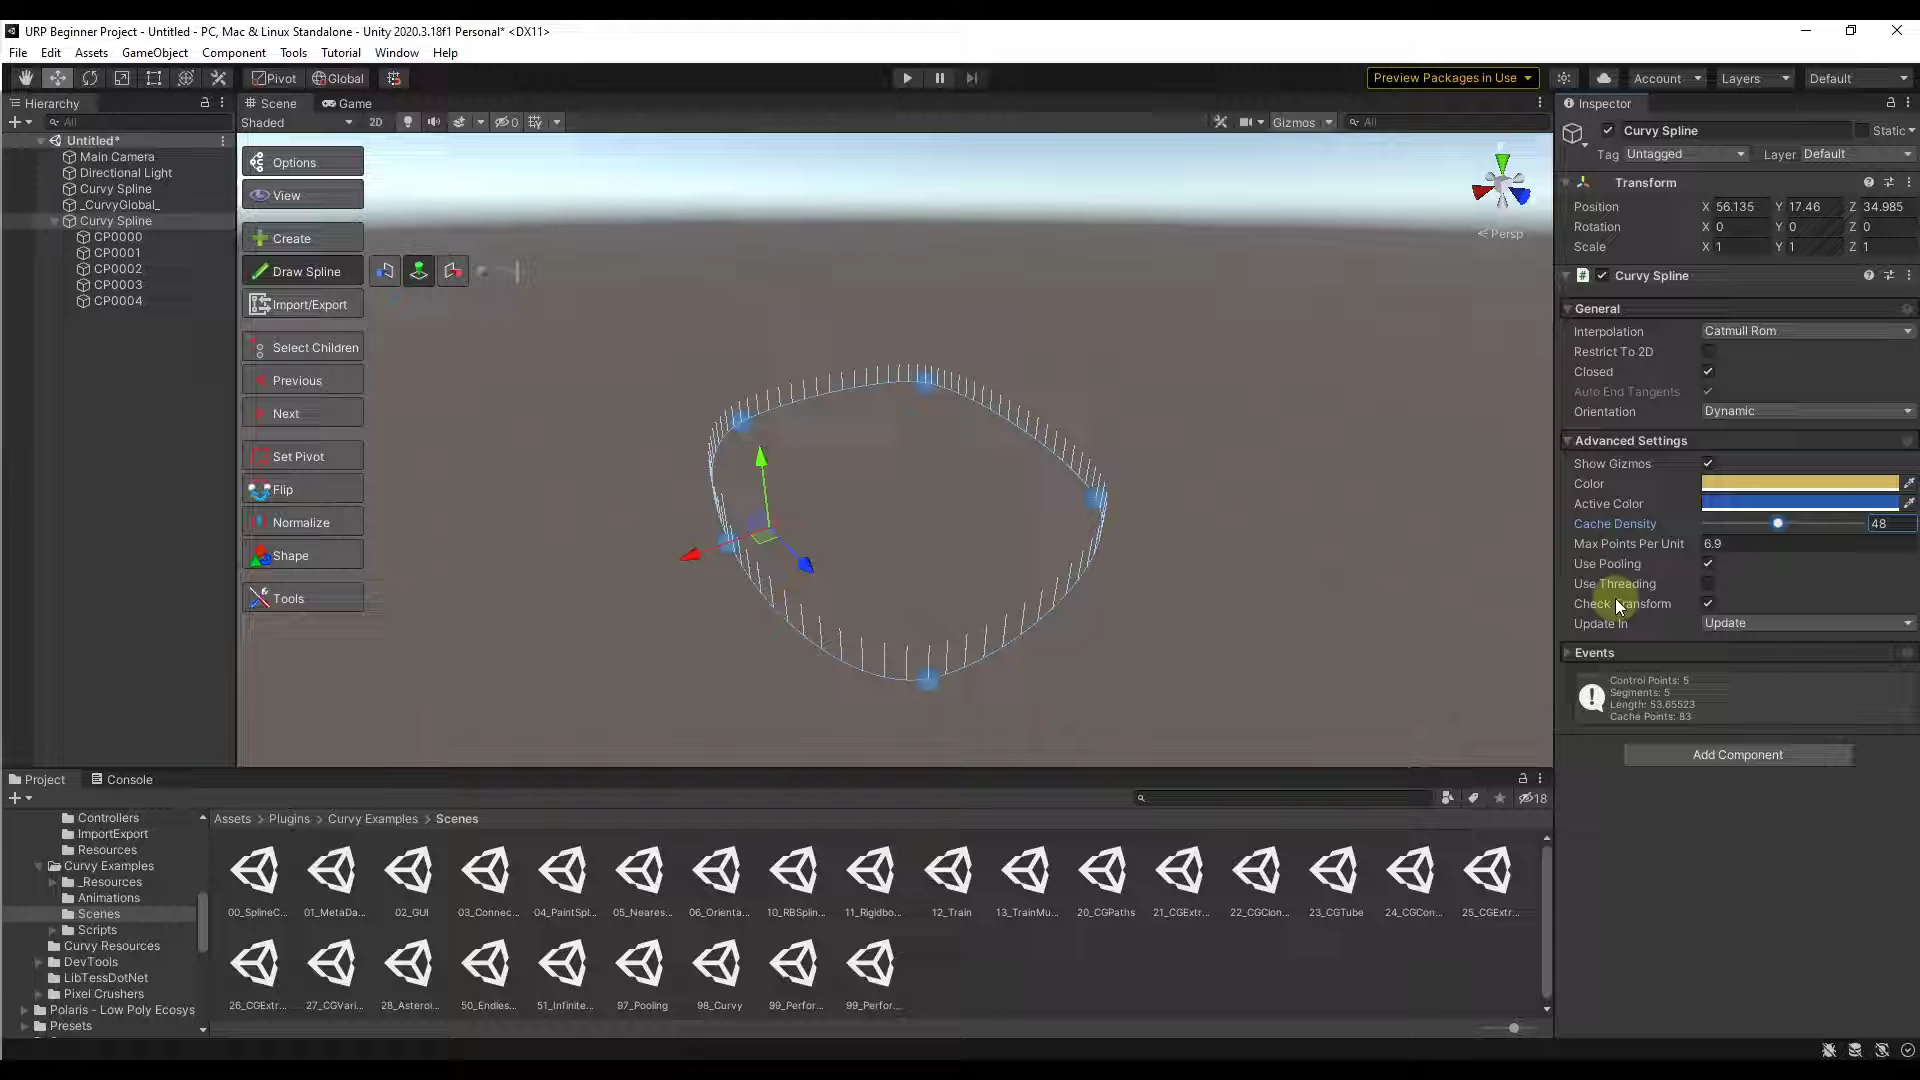 URP Beginner Project - Untitled - PC, Mac & Linux Standalone - Unity 2020.3.18f1 Personal* <DX11>
File Edit Assets GameObject Component Tools Tutorial Window Help
Pivot Global Preview Packages in Use Account Layers Default
Hierarchy
All
Untitled*
Main Camera
Directional Light
Curvy Spline
_CurvyGlobal_
Curvy Spline
CP0000
CP0001
CP0002
CP0003
CP0004
Scene Game
Shaded 2D 0 Gizmos All
Options
View
Create
Draw Spline
Import/Export
Select Children
Previous
Next
Set Pivot
Flip
Normalize
Shape
Tools
Persp
Inspector
Curvy Spline Static
Tag Untagged Layer Default
Transform
Position X 56.135 Y 17.46 Z 34.985
Rotation X 0 Y 0 Z 0
Scale X 1 Y 1 Z 1
# Curvy Spline
General
Interpolation Catmull Rom
Restrict To 2D
Closed
Auto End Tangents
Orientation Dynamic
Advanced Settings
Show Gizmos
Color
Active Color
Cache Density 48
Max Points Per Unit 6.9
Use Pooling
Use Threading
Check Transform
Update In Update
Events
Control Points: 5
Segments: 5
Length: 53.65523
Cache Points: 83
Add Component
Project Console
18
Controllers
ImportExport
Resources
Curvy Examples
_Resources
Animations
Scenes
Scripts
Curvy Resources
DevTools
LibTessDotNet
Pixel Crushers
Polaris - Low Poly Ecosys
Presets
Assets > Plugins > Curvy Examples > Scenes
00_SplineC... 01_MetaDa... 02_GUI 03_Connec... 04_PaintSpl... 05_Neares... 06_Orienta... 10_RBSplin... 11_Rigidbo... 12_Train 13_TrainMu... 20_CGPaths 21_CGExtr... 22_CGClon... 23_CGTube 24_CGCon... 25_CGExtr...
26_CGExtr... 27_CGVari... 28_Asteroi... 50_Endles... 51_Infinite... 97_Pooling 98_Curvy 99_Perfor... 99_Perfor...